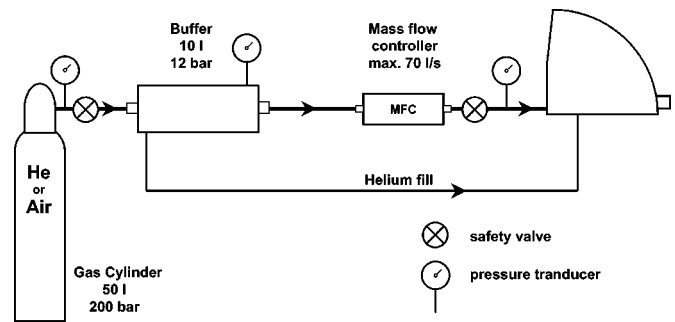 Buffer
10 l
12 bar
Mass flow
controller
max. 70 l/s
MFC
He
or
Air
Helium fill
safety valve
pressure tranducer
Gas Cylinder
50 l
200 bar